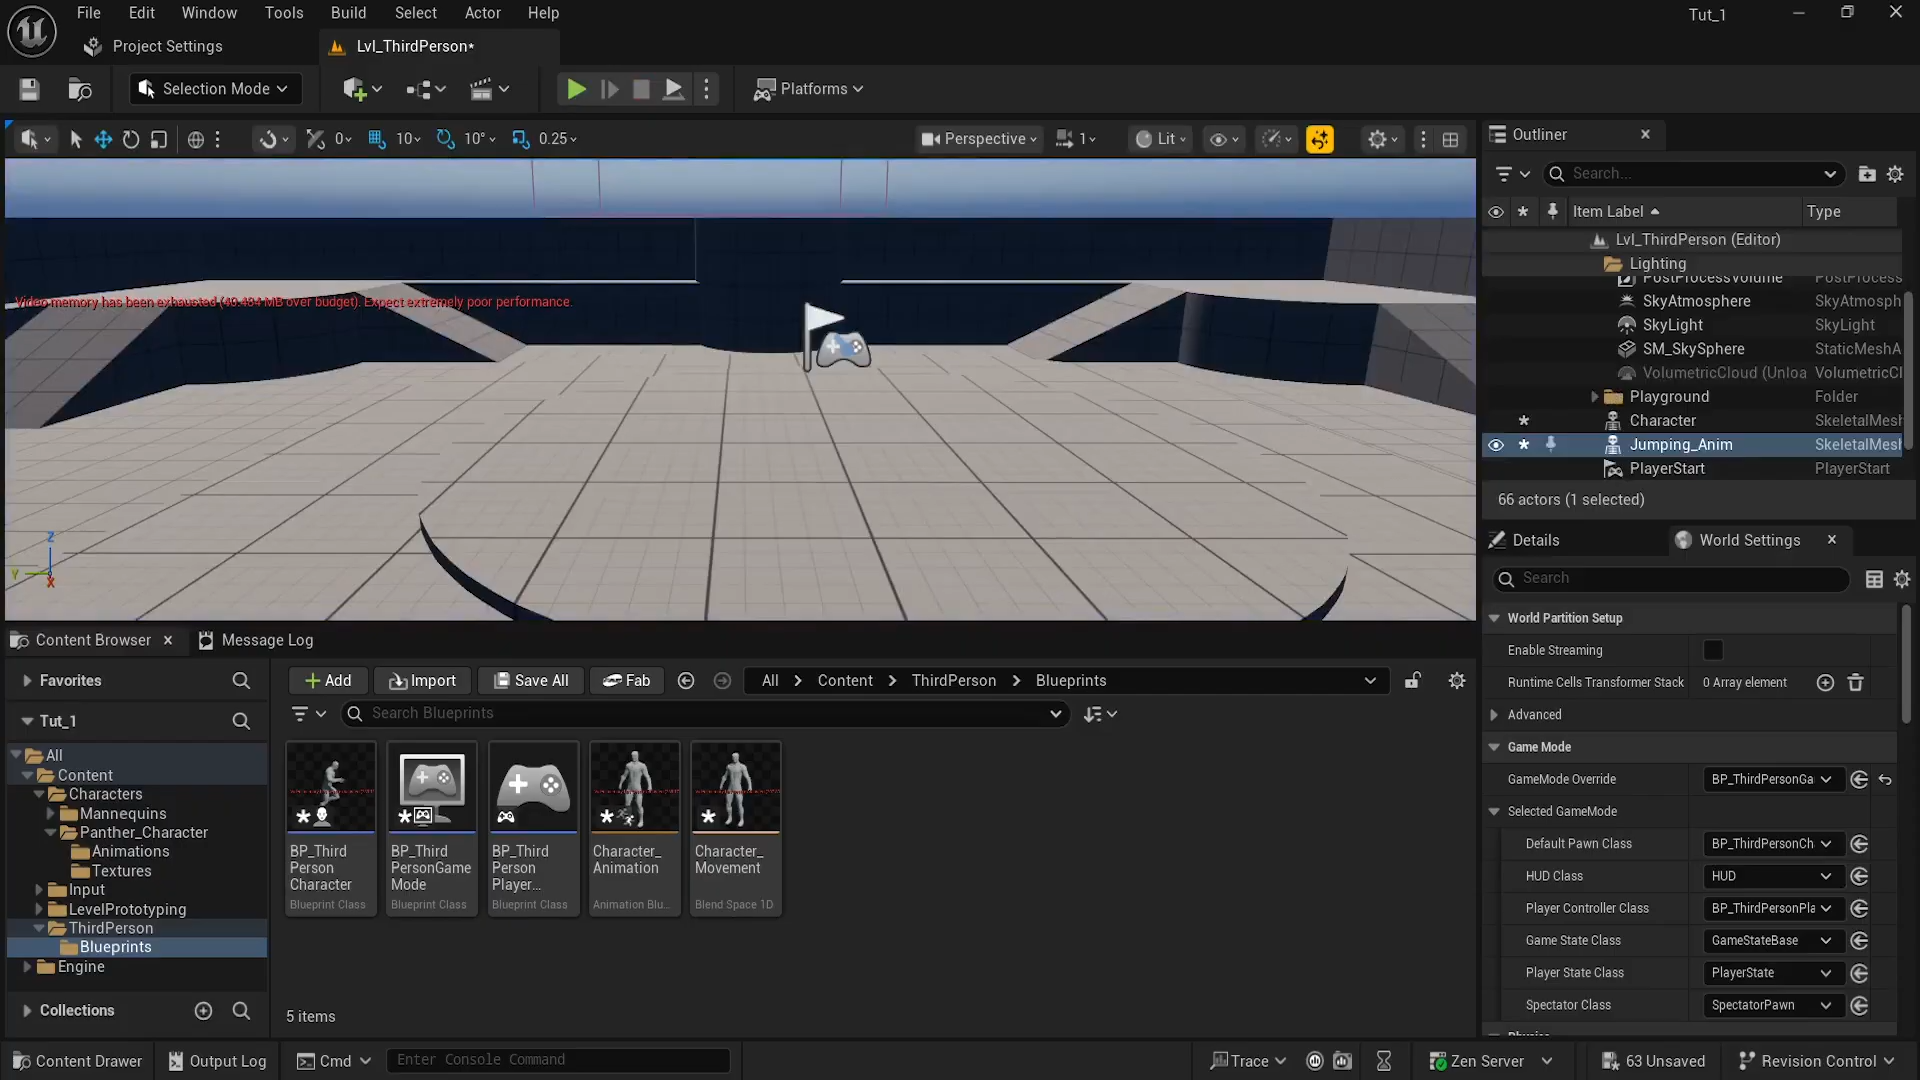 File Edit Window Tools Build Select Actor Help
Tut_1
Project Settings
Lvl_ThirdPerson*
Selection Mode
Platforms
0
10
10°
0.25
Perspective
1
Lit
Video memory has been exhausted (40.404 MB over budget). Expect extremely poor performance.
Z
Y
X
Outliner
Search...
Item Label
Type
Lvl_ThirdPerson (Editor)
Lighting
PostProcessVolume PostProcess
SkyAtmosphere SkyAtmosph
SkyLight SkyLight
SM_SkySphere StaticMeshA
VolumetricCloud (Unloa VolumetricCl
Playground Folder
Character SkeletalMesh
Jumping_Anim SkeletalMesh
PlayerStart PlayerStart
66 actors (1 selected)
Details
World Settings
Search
World Partition Setup
Enable Streaming
Runtime Cells Transformer Stack 0 Array element
Advanced
Game Mode
GameMode Override BP_ThirdPersonGa
Selected GameMode
Default Pawn Class BP_ThirdPersonCh
HUD Class HUD
Player Controller Class BP_ThirdPersonPla
Game State Class GameStateBase
Player State Class PlayerState
Spectator Class SpectatorPawn
Content Browser
Message Log
Favorites
Tut_1
All
Content
Characters
Mannequins
Panther_Character
Animations
Textures
Input
LevelPrototyping
ThirdPerson
Blueprints
Engine
Collections
Add
Import
Save All
Fab
All > Content > ThirdPerson > Blueprints
Search Blueprints
BP_Third
Person
Character
Blueprint Class
BP_Third
PersonGame
Mode
Blueprint Class
BP_Third
Person
Player...
Blueprint Class
Character_
Animation
Animation Blu...
Character_
Movement
Blend Space 1D
5 items
Content Drawer
Output Log
Cmd
Enter Console Command
Trace
Zen Server
63 Unsaved
Revision Control